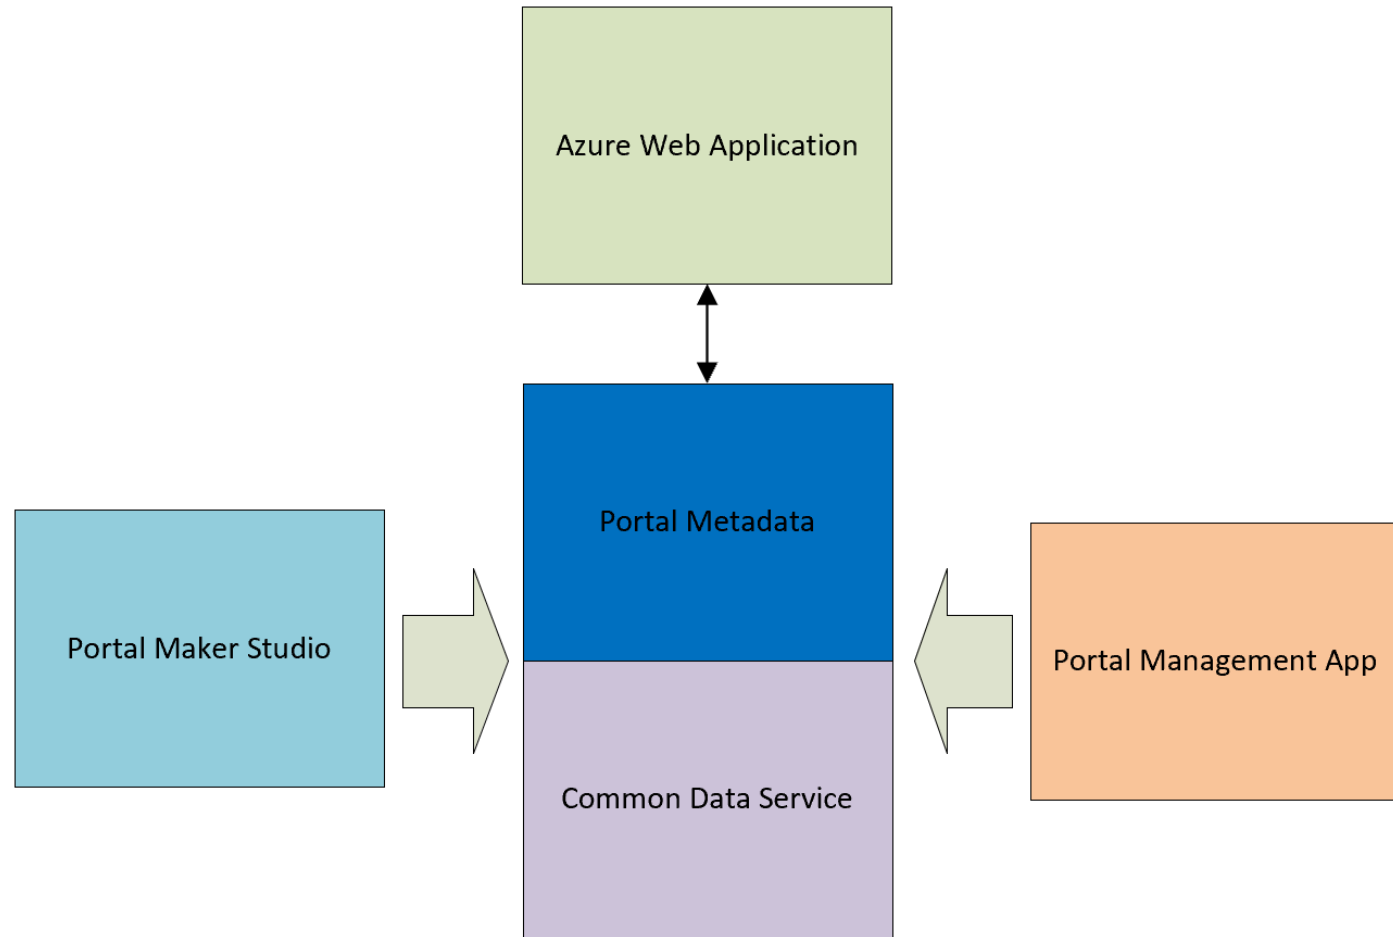 Azure Web Application
Portal Metadata
Portal Maker Studio
Portal Management App
Common Data Service